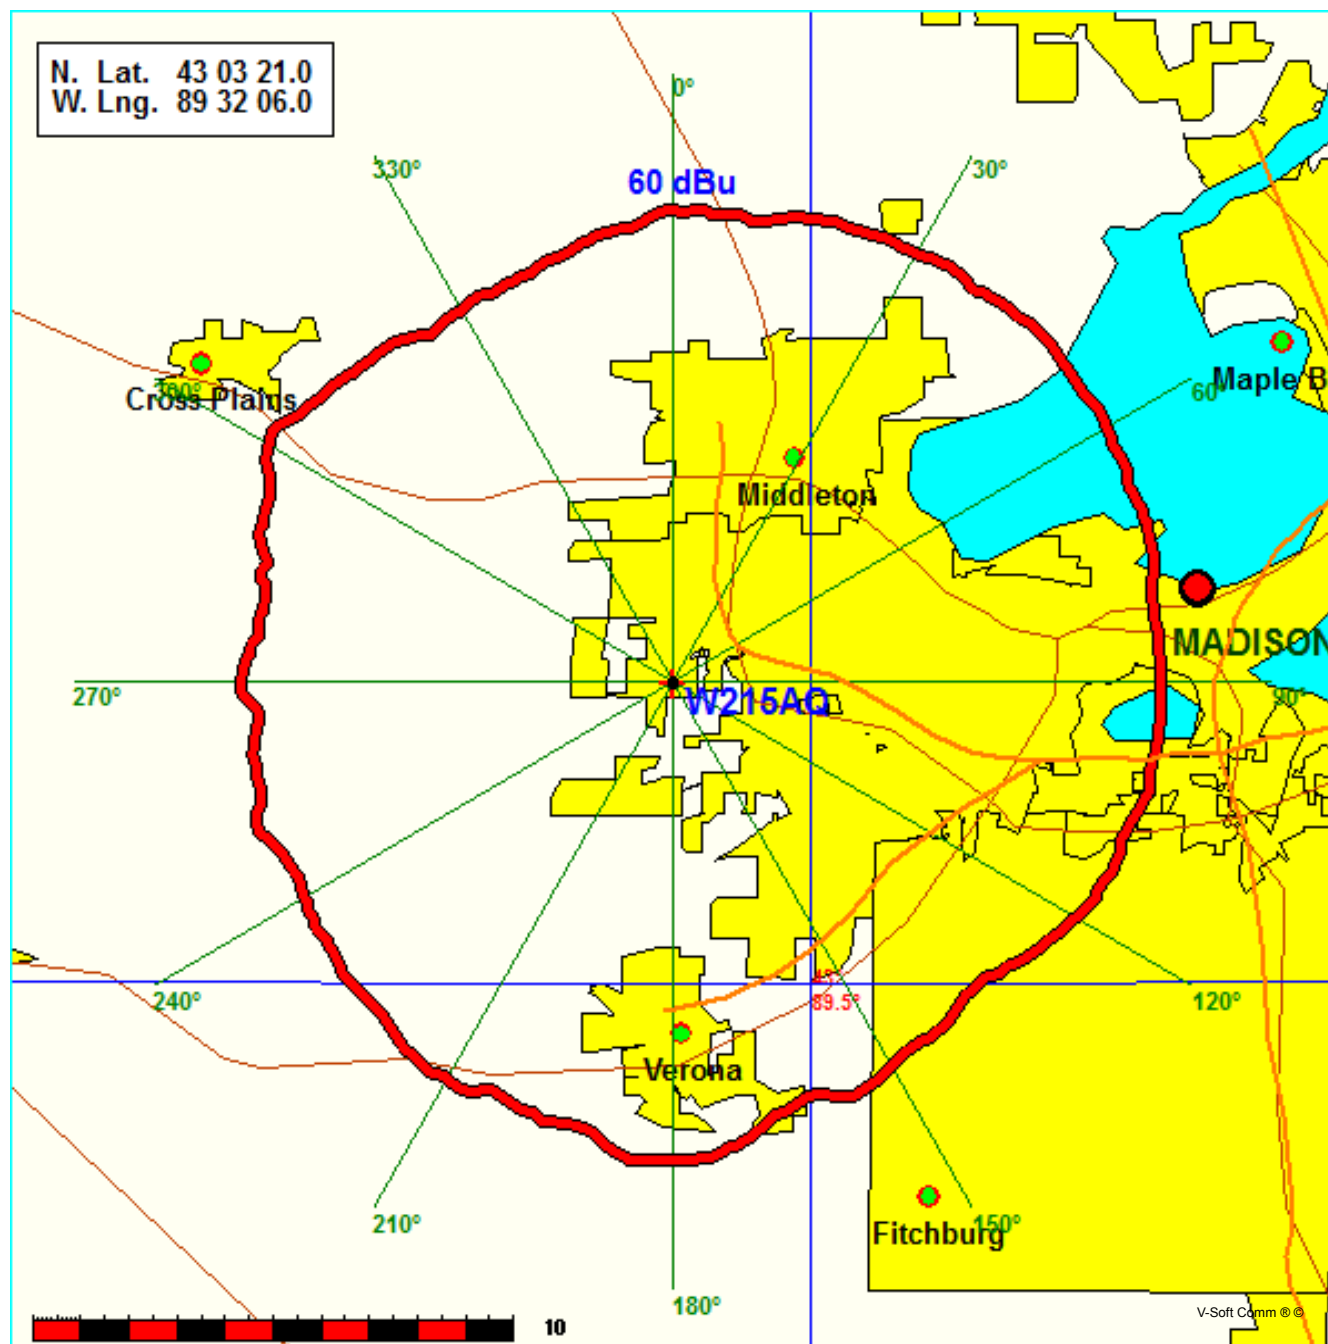 N. Lat. 43 03 21.0
W. Lng. 89 32 06.0
0°
330°
30°
60 dBu
Cross Plains
300°
Maple B
60°
Middleton
MADISON
270°
W215AQ
90°
43°
89.5°
240°
120°
Verona
210°
Fitchburg
150°
180°
V-Soft Comm ® ©
10